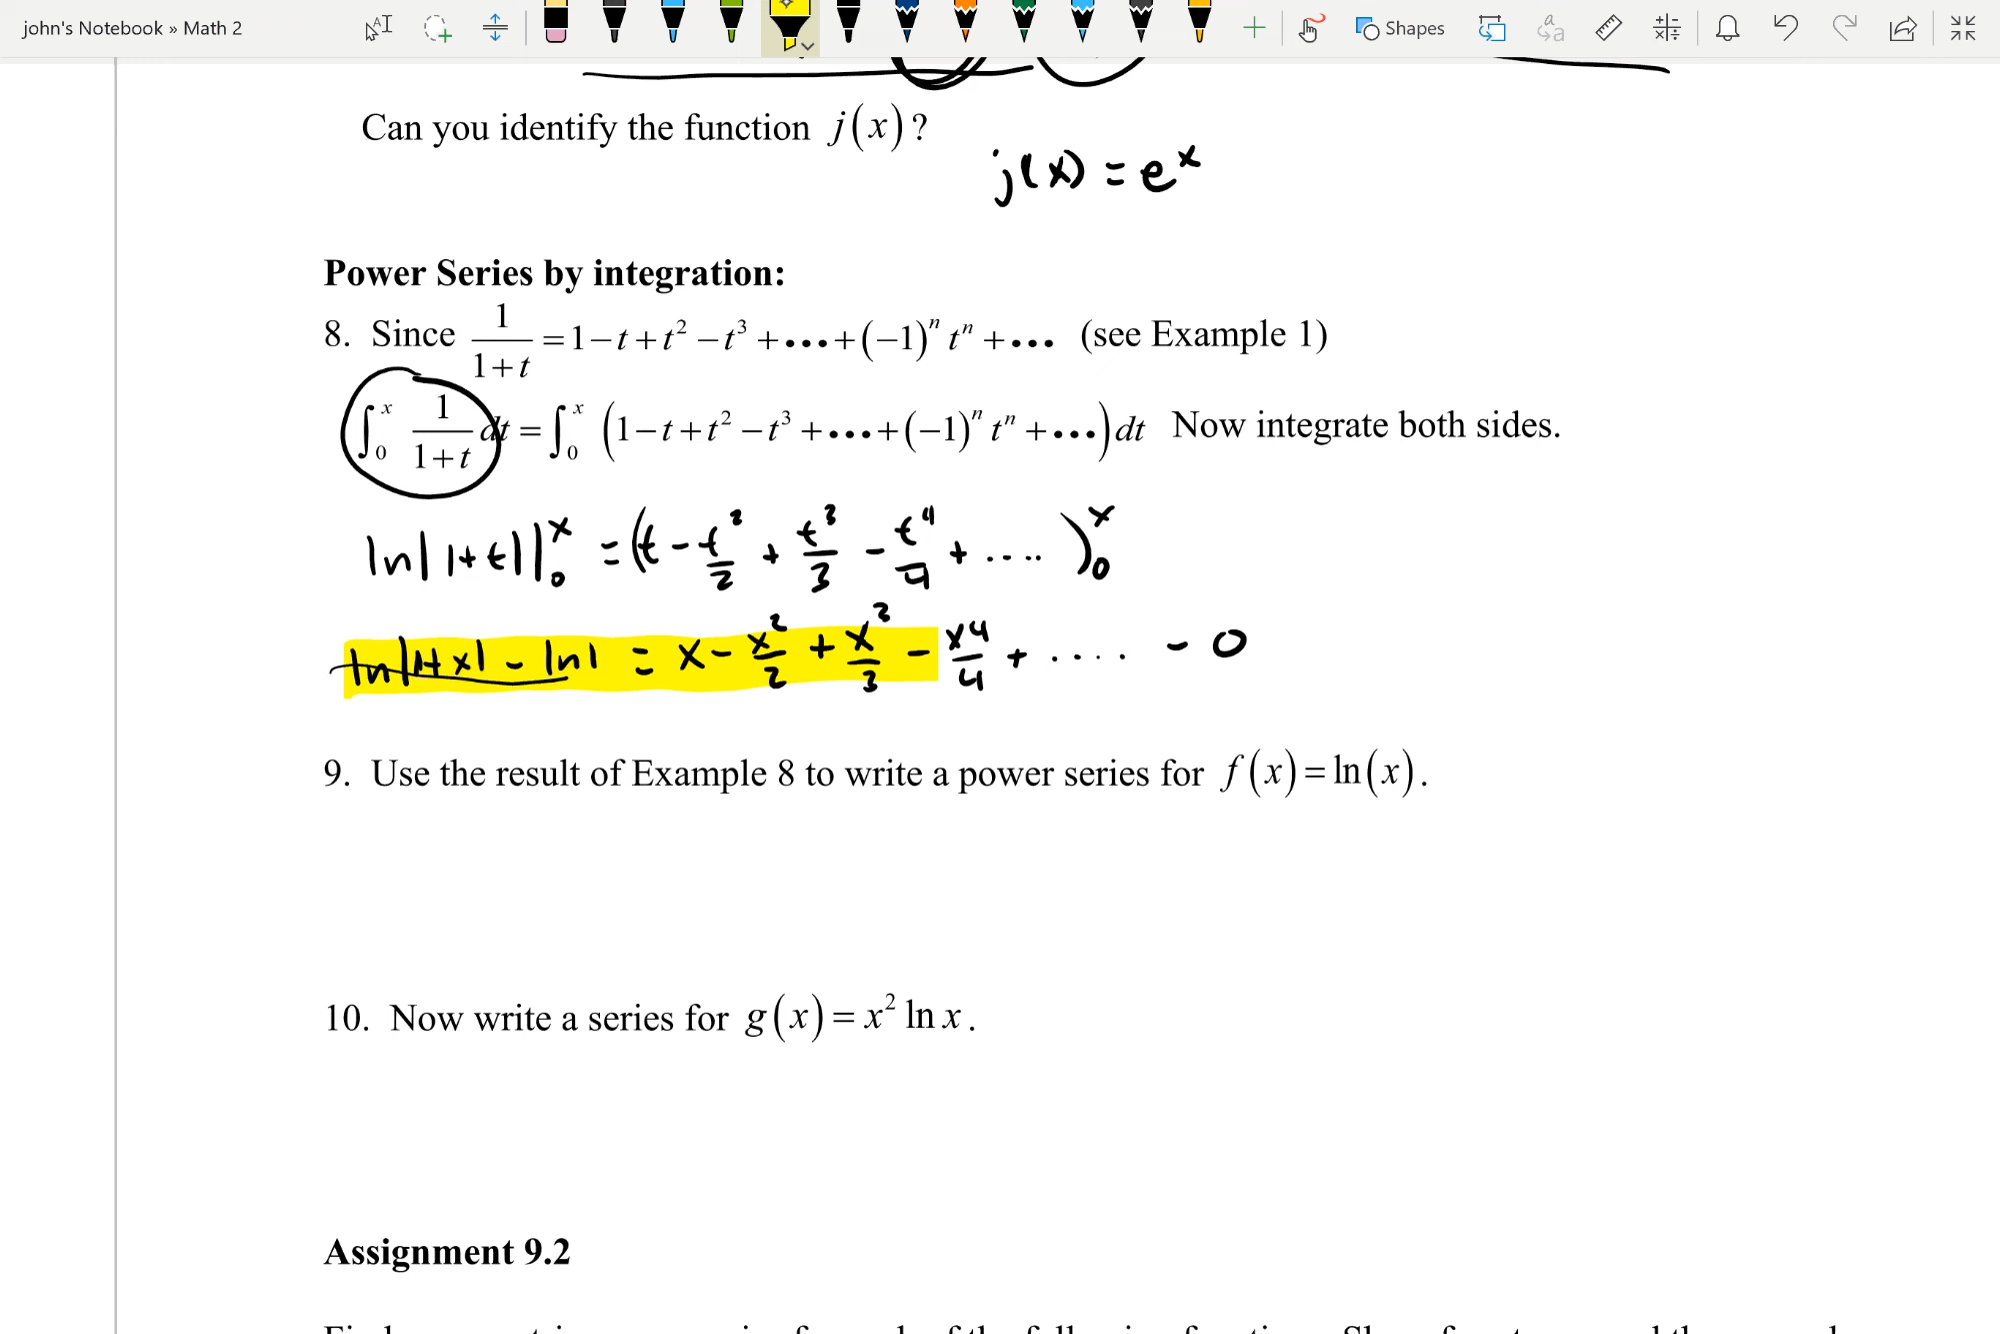 john's Notebook » Math 2
Shapes
Can you identify the function j(x)?
j(x) = e^x
Power Series by integration:
8. Since 1/(1+t) = 1−t+t²−t³+•••+(−1)ⁿ tⁿ+••• (see Example 1)
∫₀ˣ 1/(1+t) dt = ∫₀ˣ (1−t+t²−t³+•••+(−1)ⁿ tⁿ+•••)dt Now integrate both sides.
ln|1+t||₀ˣ = (t − t²/2 + t³/3 − t⁴/4 + .....)₀ˣ
ln|1+x| − ln1 = x − x²/2 + x³/3 − x⁴/4 + .... − 0
9. Use the result of Example 8 to write a power series for f(x)=ln(x).
10. Now write a series for g(x)=x² ln x.
Assignment 9.2